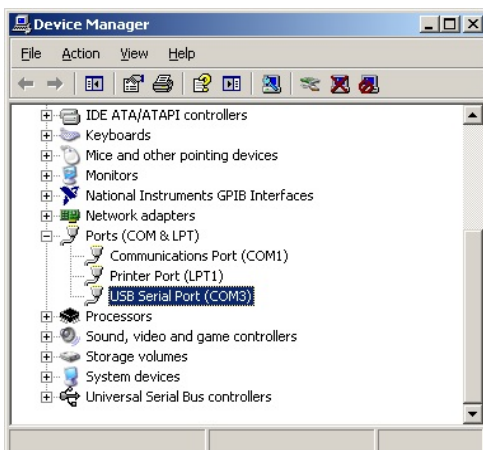 Device Manager
File Action View Help
IDE ATA/ATAPI controllers
Keyboards
Mice and other pointing devices
Monitors
National Instruments GPIB Interfaces
Network adapters
Ports (COM & LPT)
Communications Port (COM1)
Printer Port (LPT1)
USB Serial Port (COM3)
Processors
Sound, video and game controllers
Storage volumes
System devices
Universal Serial Bus controllers